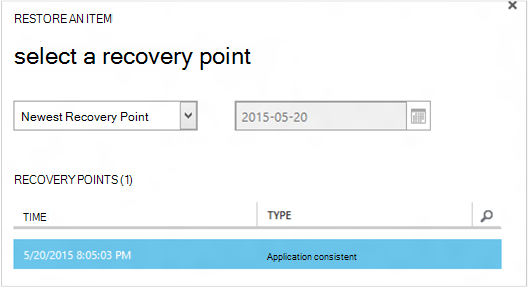 RESTORE AN ITEM
select a recovery point
Newest Recovery Point
2015-05-20
RECOVERY POINTS (1)
TIME TYPE
5/20/2015 8:05:03 PM Application consistent